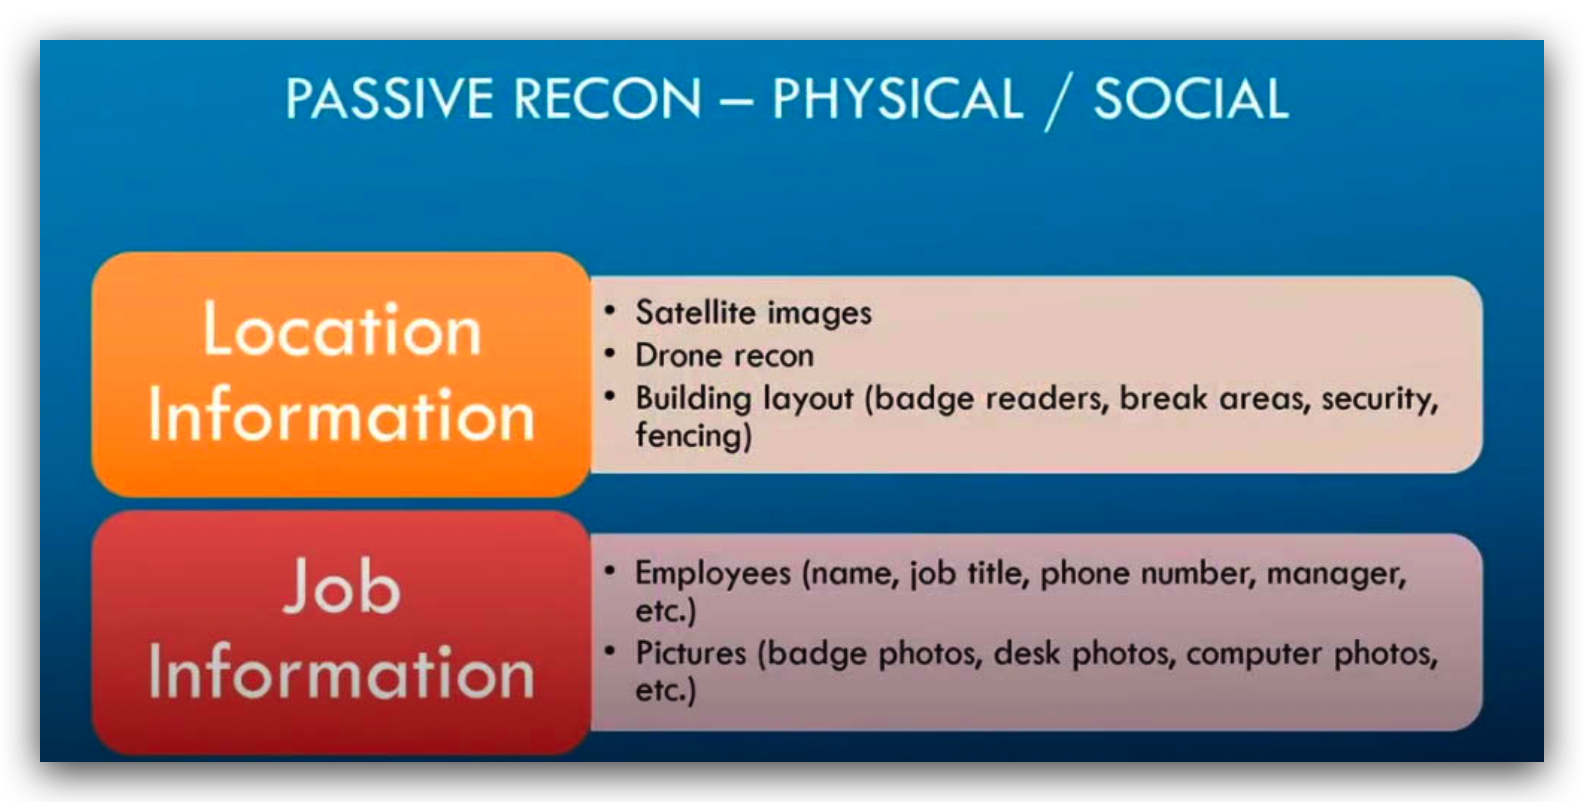 PASSIVE RECON – PHYSICAL / SOCIAL
Location
Information
• Satellite images
• Drone recon
• Building layout (badge readers, break areas, security,
fencing)
Job
Information
• Employees (name, job title, phone number, manager,
etc.)
• Pictures (badge photos, desk photos, computer photos,
etc.)